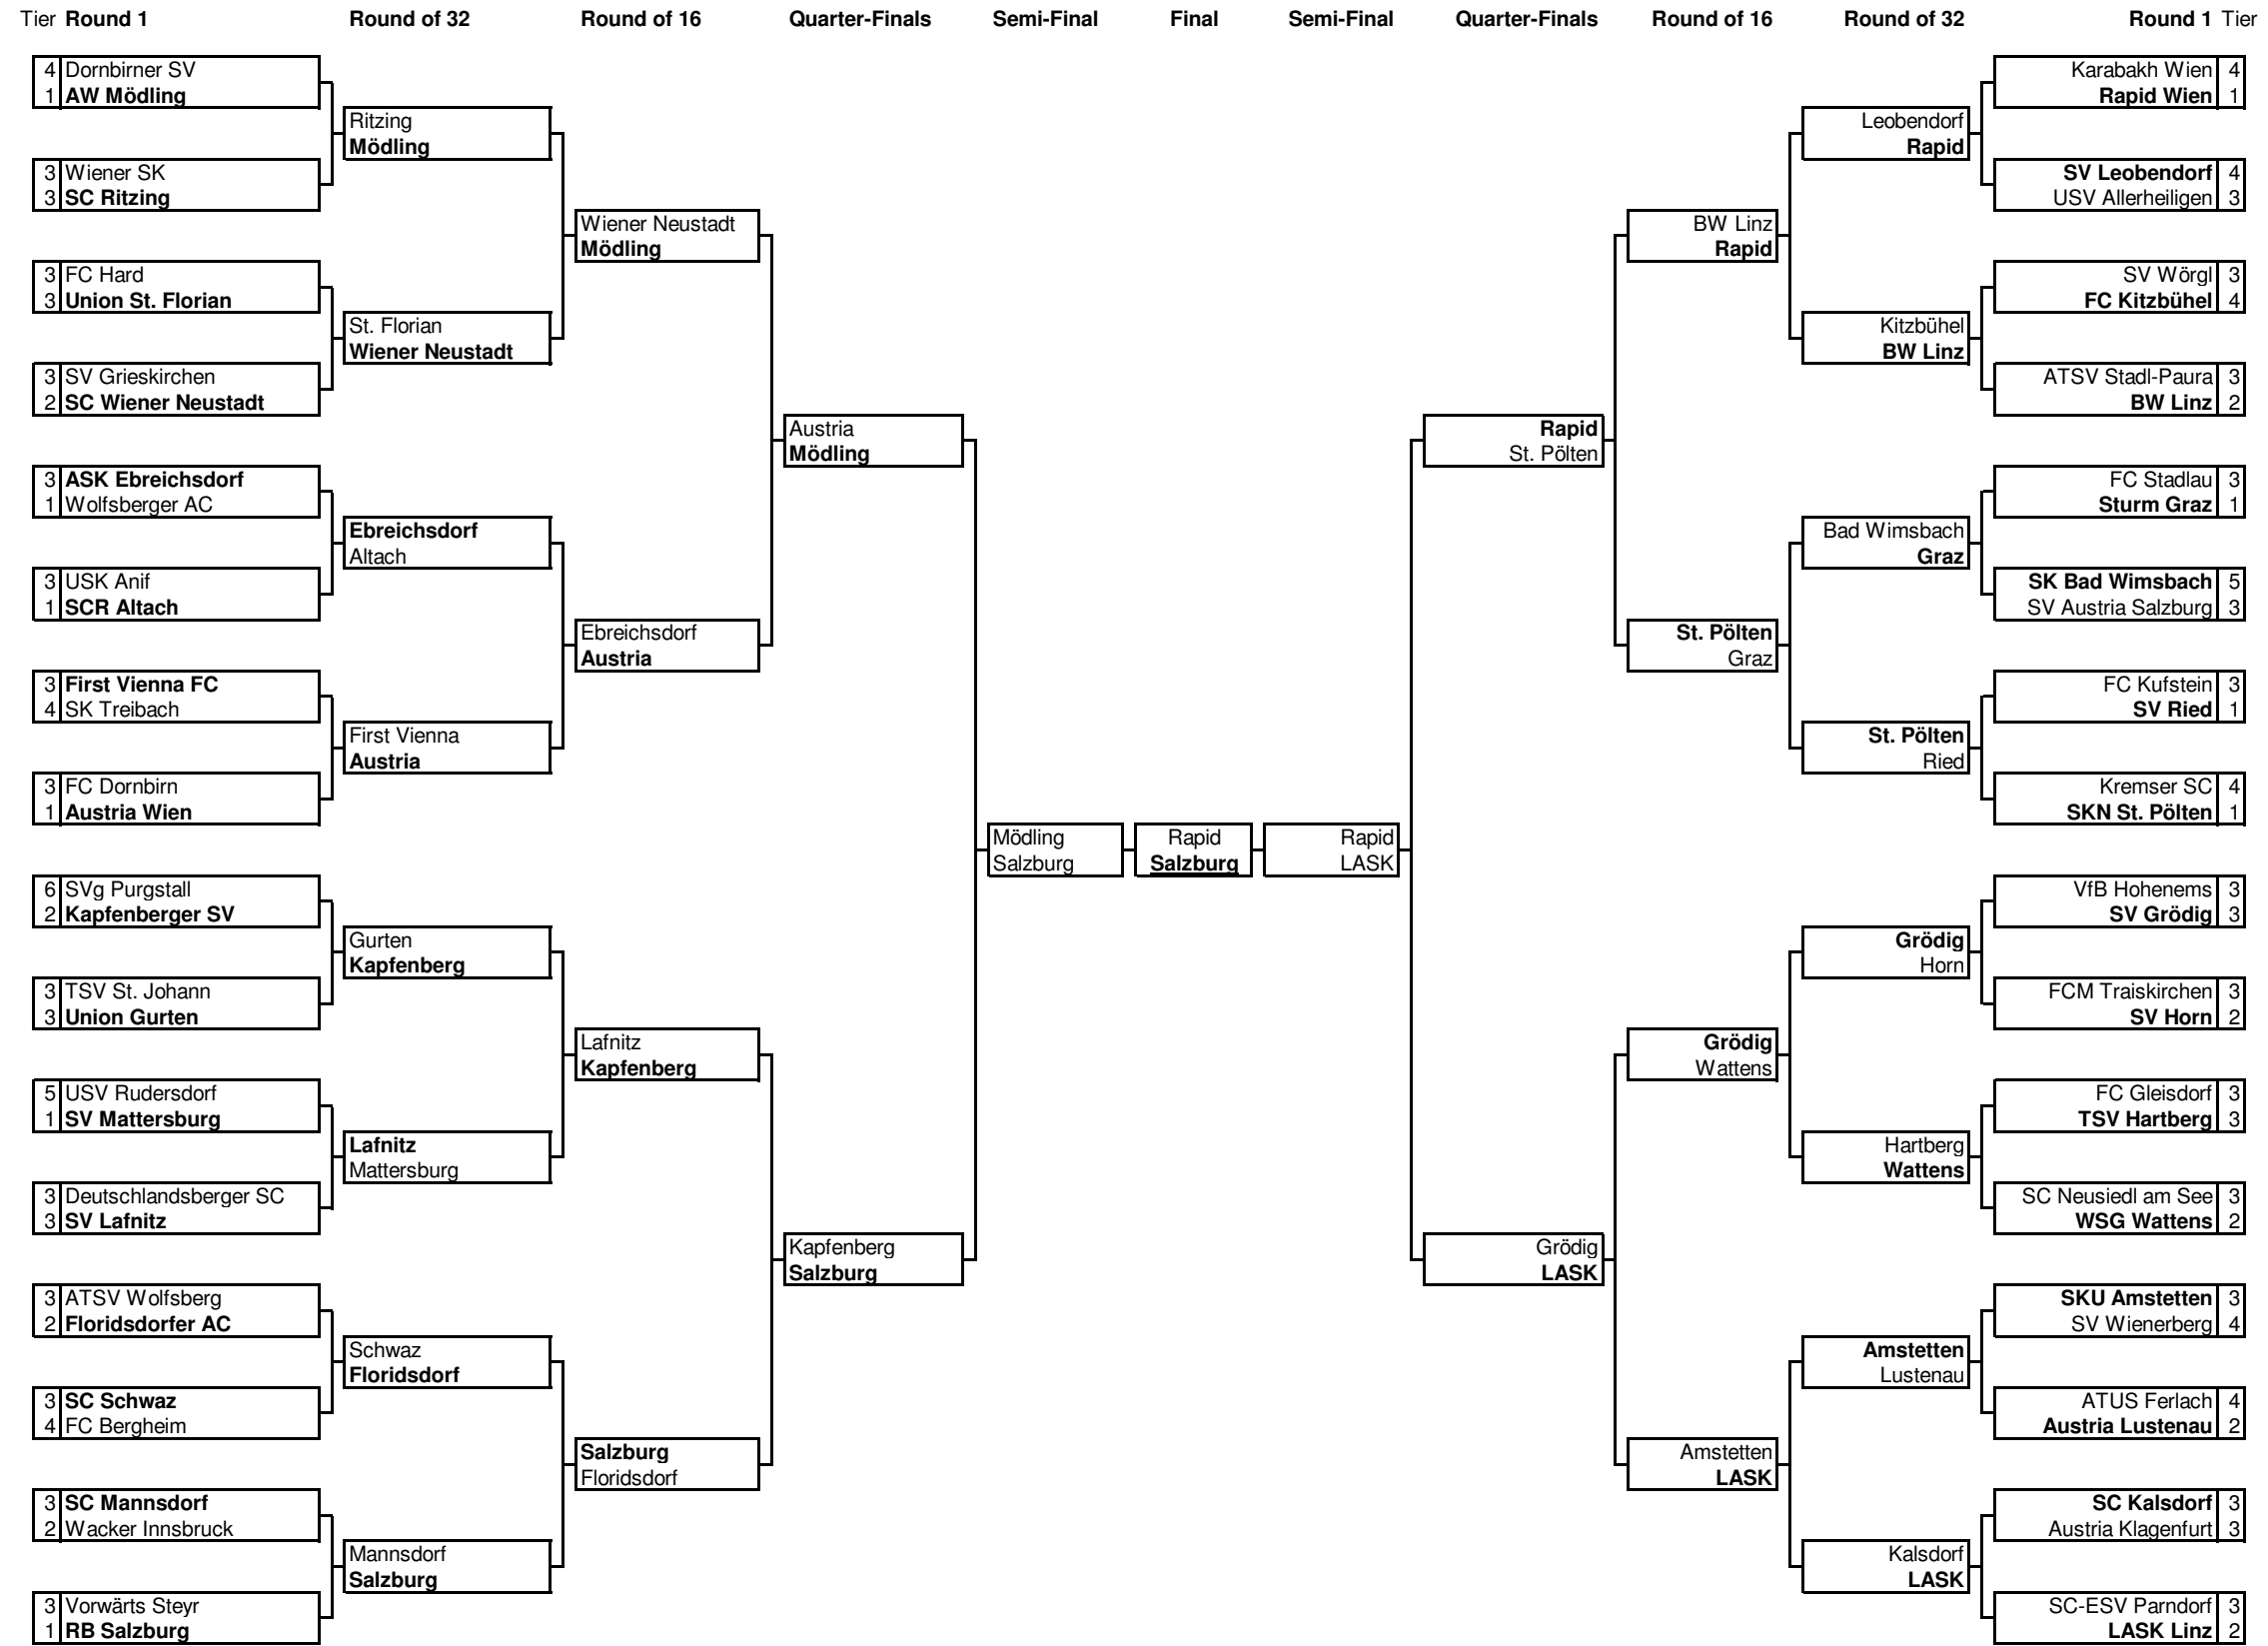 Tier Round 1 Round of 32 Round of 16 Quarter-Finals Semi-Final Final Semi-Final Quarter-Finals Round of 16 Round of 32 Round 1 Tier
4 Dornbirner SV
1 AW Mödling
3 Wiener SK
3 SC Ritzing
3 FC Hard
3 Union St. Florian
3 SV Grieskirchen
2 SC Wiener Neustadt
3 ASK Ebreichsdorf
1 Wolfsberger AC
3 USK Anif
1 SCR Altach
3 First Vienna FC
4 SK Treibach
3 FC Dornbirn
1 Austria Wien
6 SVg Purgstall
2 Kapfenberger SV
3 TSV St. Johann
3 Union Gurten
5 USV Rudersdorf
1 SV Mattersburg
3 Deutschlandsberger SC
3 SV Lafnitz
3 ATSV Wolfsberg
2 Floridsdorfer AC
3 SC Schwaz
4 FC Bergheim
3 SC Mannsdorf
2 Wacker Innsbruck
3 Vorwärts Steyr
1 RB Salzburg
Ritzing
Mödling
St. Florian
Wiener Neustadt
Ebreichsdorf
Altach
First Vienna
Austria
Gurten
Kapfenberg
Lafnitz
Mattersburg
Schwaz
Floridsdorf
Mannsdorf
Salzburg
Wiener Neustadt
Mödling
Ebreichsdorf
Austria
Lafnitz
Kapfenberg
Salzburg
Floridsdorf
Austria
Mödling
Kapfenberg
Salzburg
Mödling
Salzburg
Rapid
Salzburg
Rapid
LASK
Rapid
St. Pölten
Grödig
LASK
BW Linz
Rapid
St. Pölten
Graz
Grödig
Wattens
Amstetten
LASK
Leobendorf
Rapid
Kitzbühel
BW Linz
Bad Wimsbach
Graz
St. Pölten
Ried
Grödig
Horn
Hartberg
Wattens
Amstetten
Lustenau
Kalsdorf
LASK
Karabakh Wien 4
Rapid Wien 1
SV Leobendorf 4
USV Allerheiligen 3
SV Wörgl 3
FC Kitzbühel 4
ATSV Stadl-Paura 3
BW Linz 2
FC Stadlau 3
Sturm Graz 1
SK Bad Wimsbach 5
SV Austria Salzburg 3
FC Kufstein 3
SV Ried 1
Kremser SC 4
SKN St. Pölten 1
VfB Hohenems 3
SV Grödig 3
FCM Traiskirchen 3
SV Horn 2
FC Gleisdorf 3
TSV Hartberg 3
SC Neusiedl am See 3
WSG Wattens 2
SKU Amstetten 3
SV Wienerberg 4
ATUS Ferlach 4
Austria Lustenau 2
SC Kalsdorf 3
Austria Klagenfurt 3
SC-ESV Parndorf 3
LASK Linz 2